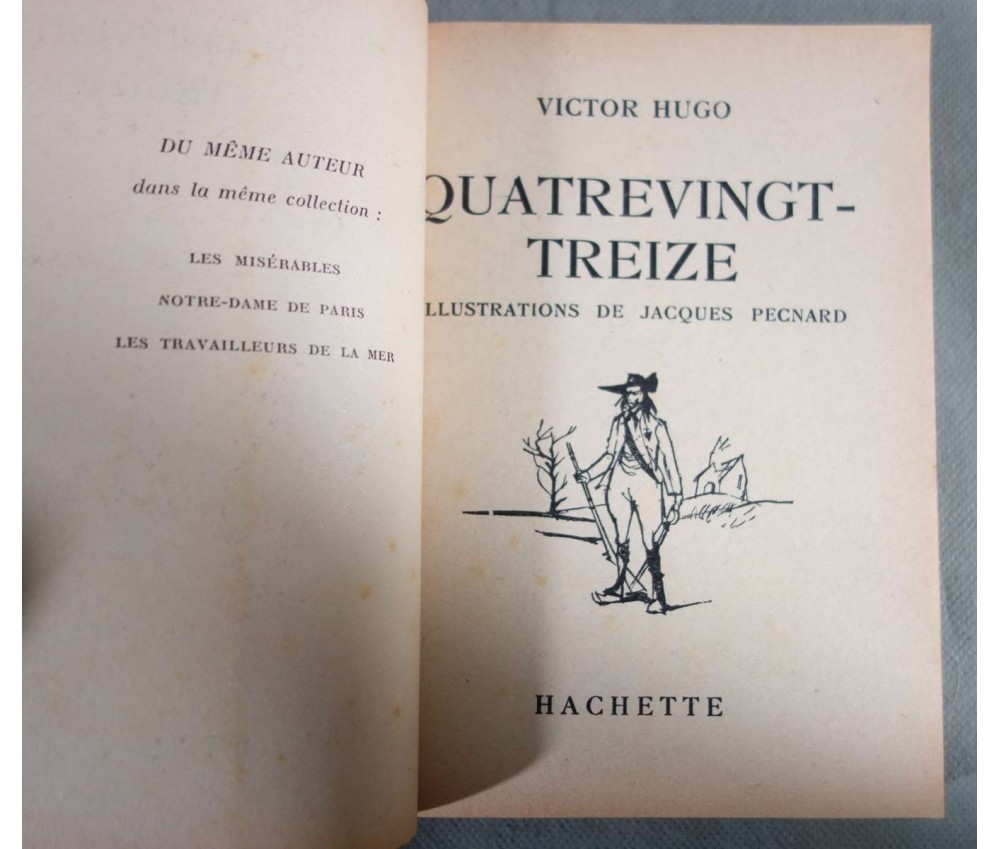 DU MÊME AUTEUR
dans la même collection :
LES MISÉRABLES
NOTRE-DAME DE PARIS
LES TRAVAILLEURS DE LA MER
VICTOR HUGO
QUATREVINGT-
TREIZE
ILLUSTRATIONS DE JACQUES PECNARD
HACHETTE